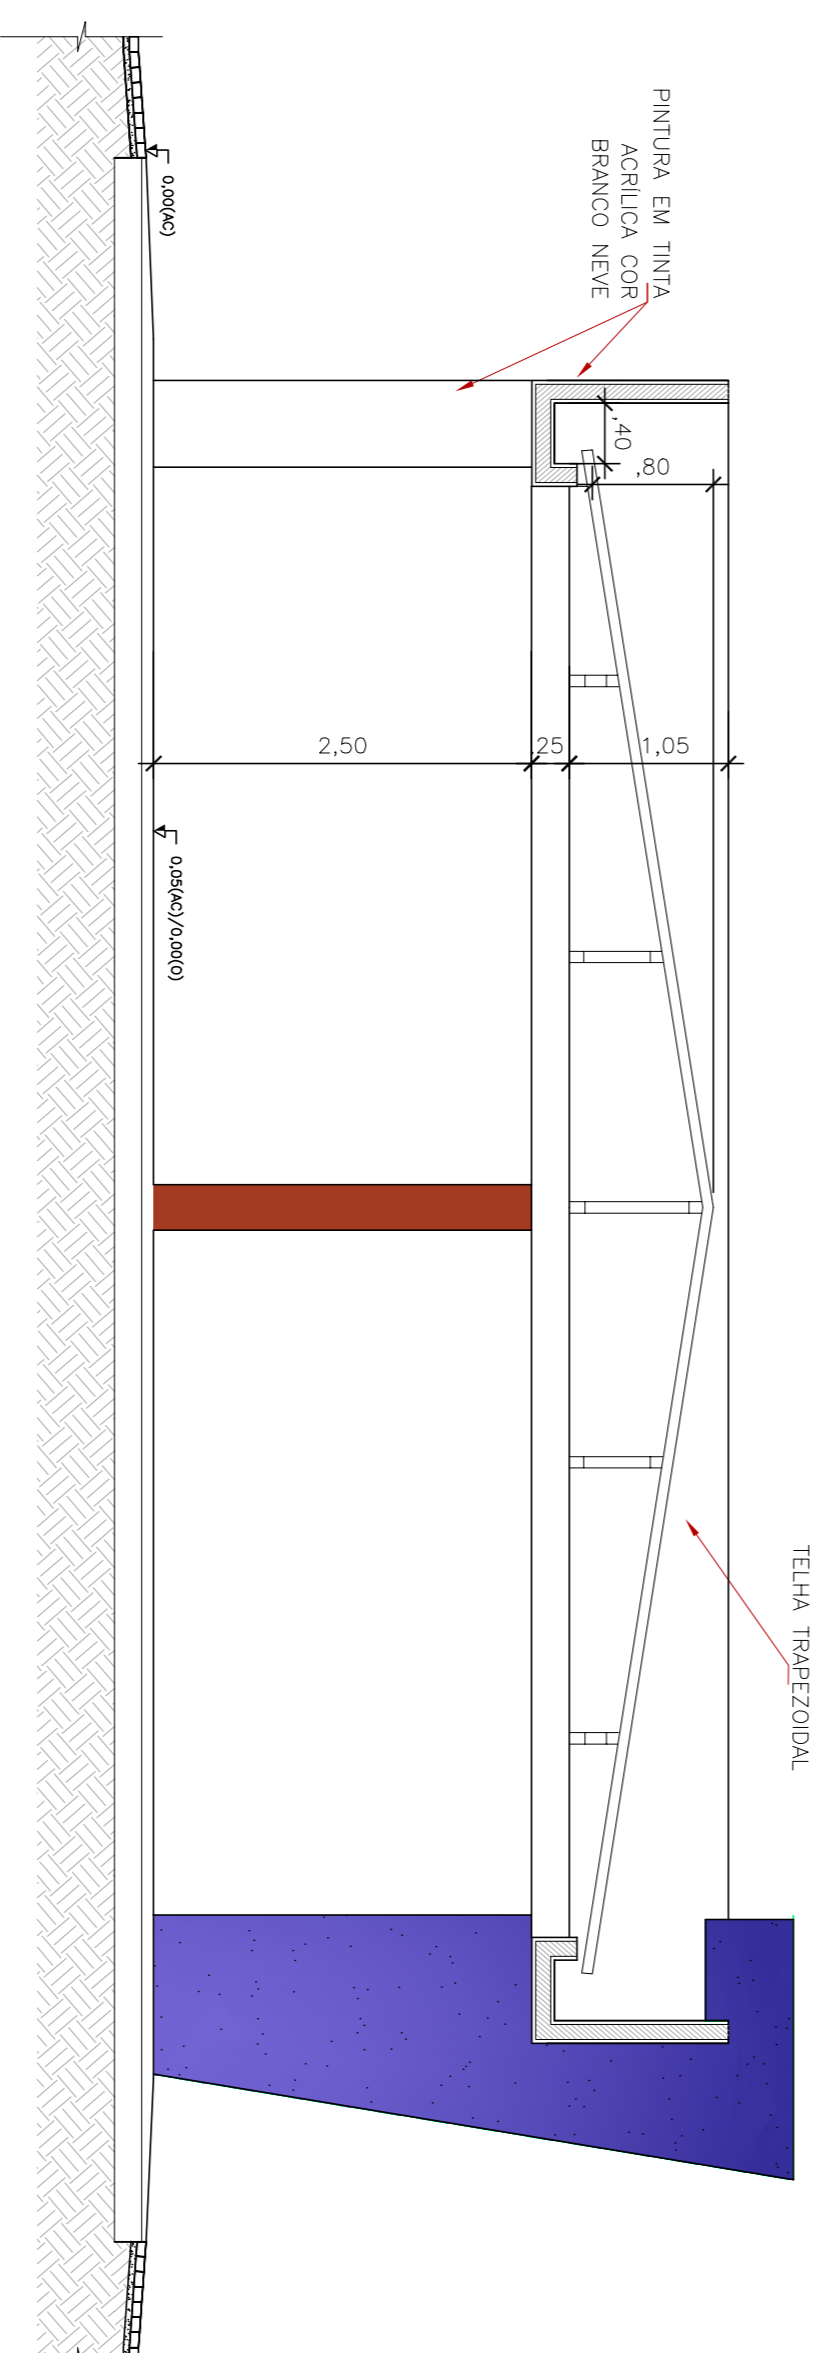 PINTURA EM TINTA
ACRÍLICA COR
BRANCO NEVE
TELHA TRAPEZOIDAL
,40
,80
1,05
,25
2,50
0,00(AC)
0,05(AC)/0,00(O)